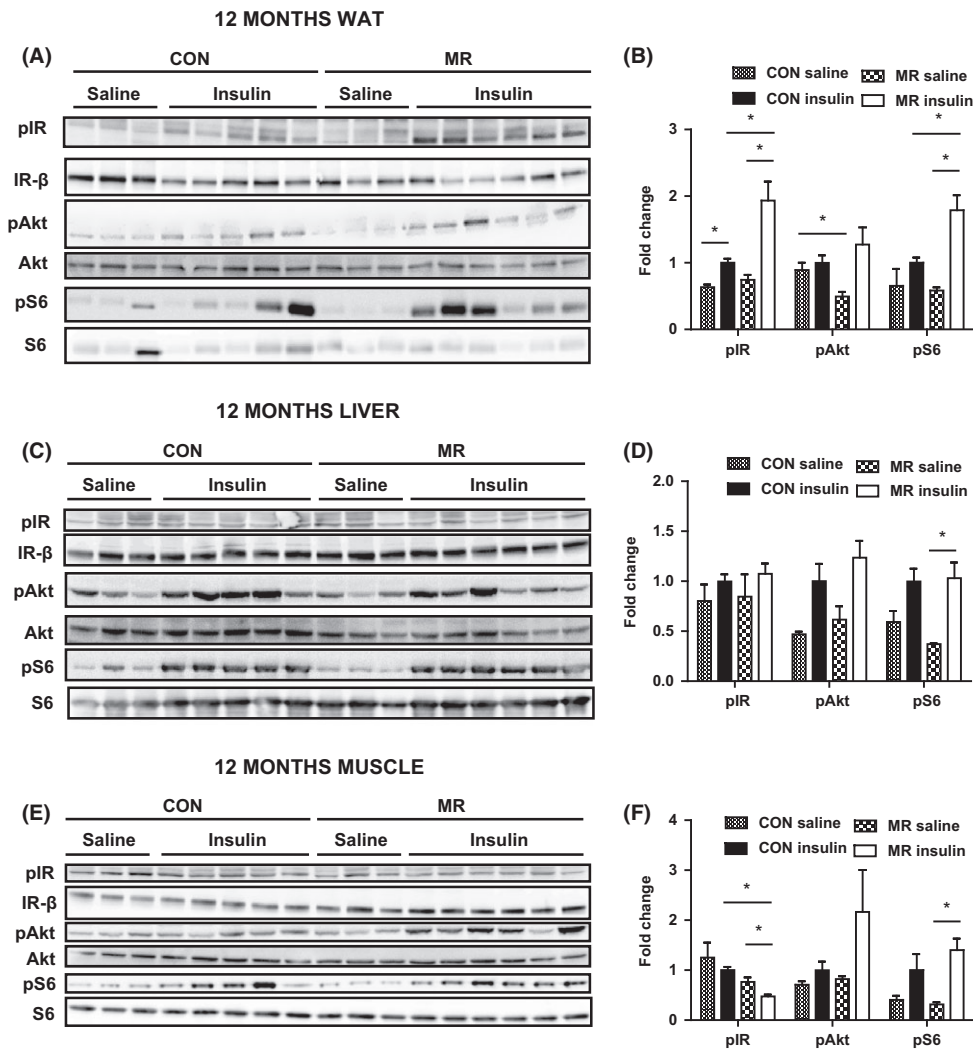 12 MONTHS WAT
(A)
CON MR
Saline Insulin Saline Insulin
pIR
IR-β
pAkt
Akt
pS6
S6
(B)
CON saline MR saline
CON insulin MR insulin
Fold change
3
2
1
0
* * * * * *
pIR pAkt pS6
12 MONTHS LIVER
(C)
CON MR
Saline Insulin Saline Insulin
pIR
IR-β
pAkt
Akt
pS6
S6
(D)
CON saline MR saline
CON insulin MR insulin
Fold change
2.0
1.5
1.0
0.5
0.0
*
pIR pAkt pS6
12 MONTHS MUSCLE
(E)
CON MR
Saline Insulin Saline Insulin
pIR
IR-β
pAkt
Akt
pS6
S6
(F)
CON saline MR saline
CON insulin MR insulin
Fold change
4
3
2
1
0
* * *
pIR pAkt pS6